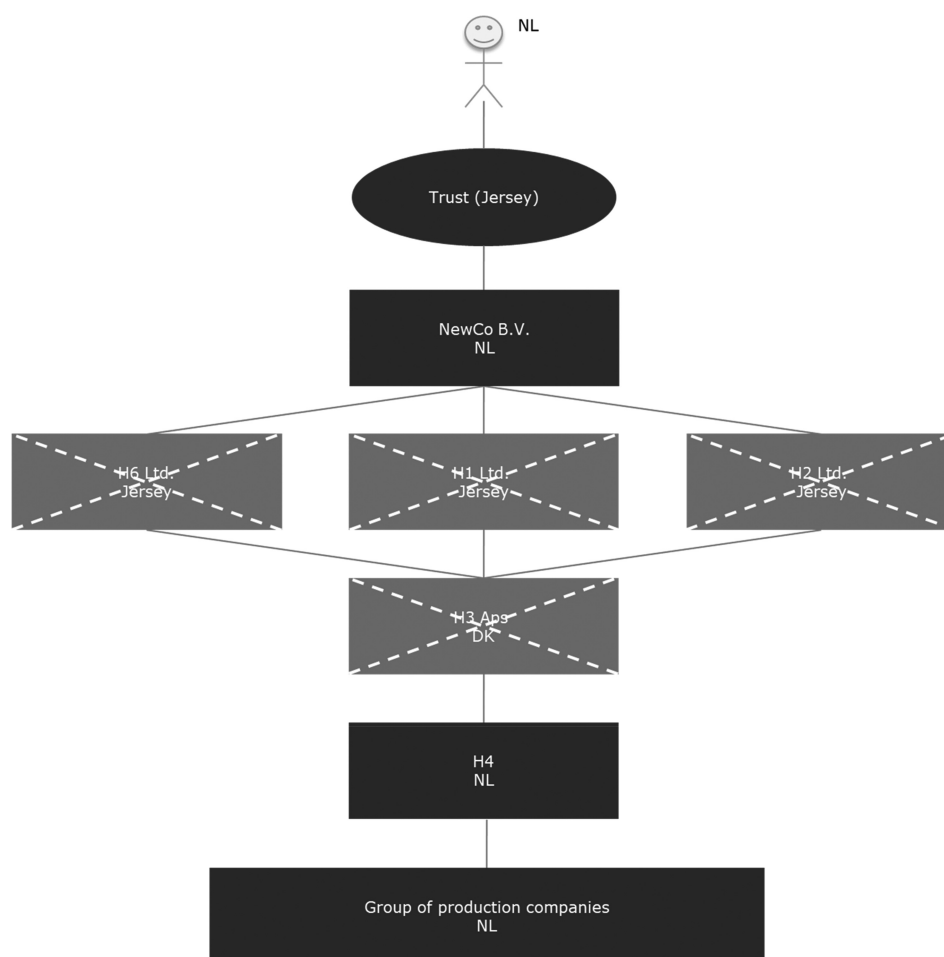 NL
Trust (Jersey)
NewCo B.V.
NL
H6 Ltd.
Jersey
H1 Ltd.
Jersey
H2 Ltd.
Jersey
H3 Aps
DK
H4
NL
Group of production companies
NL